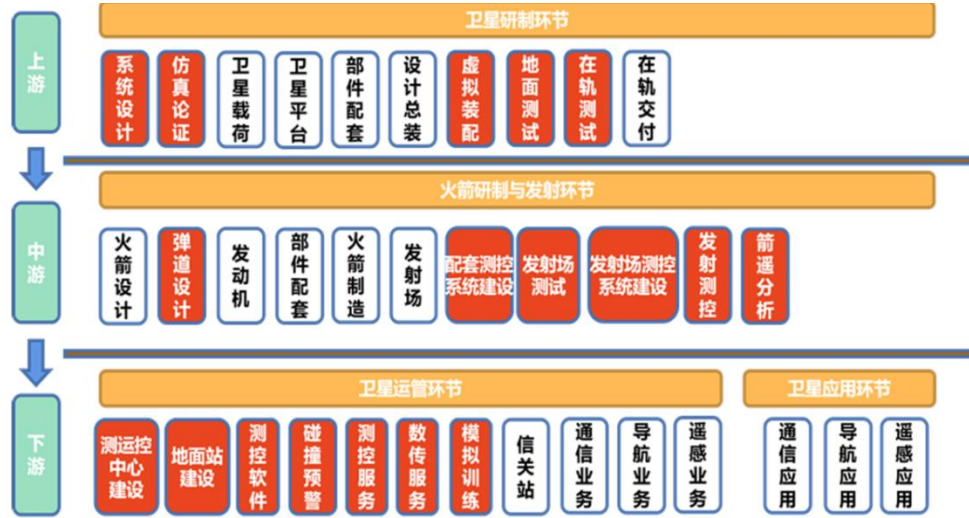 上游
卫星研制环节
系统设计
仿真论证
卫星载荷
卫星平台
部件配套
设计总装
虚拟装配
地面测试
在轨测试
在轨交付
中游
火箭研制与发射环节
火箭设计
弹道设计
发动机
部件配套
火箭制造
发射场
配套测控
系统建设
发射场
测试
发射场测控
系统建设
发射测控
箭遥分析
下游
卫星运管环节
测运控
中心
建设
地面站
建设
测控软件
碰撞预警
测控服务
数传服务
模拟训练
信关站
通信业务
导航业务
遥感业务
卫星应用环节
通信应用
导航应用
遥感应用